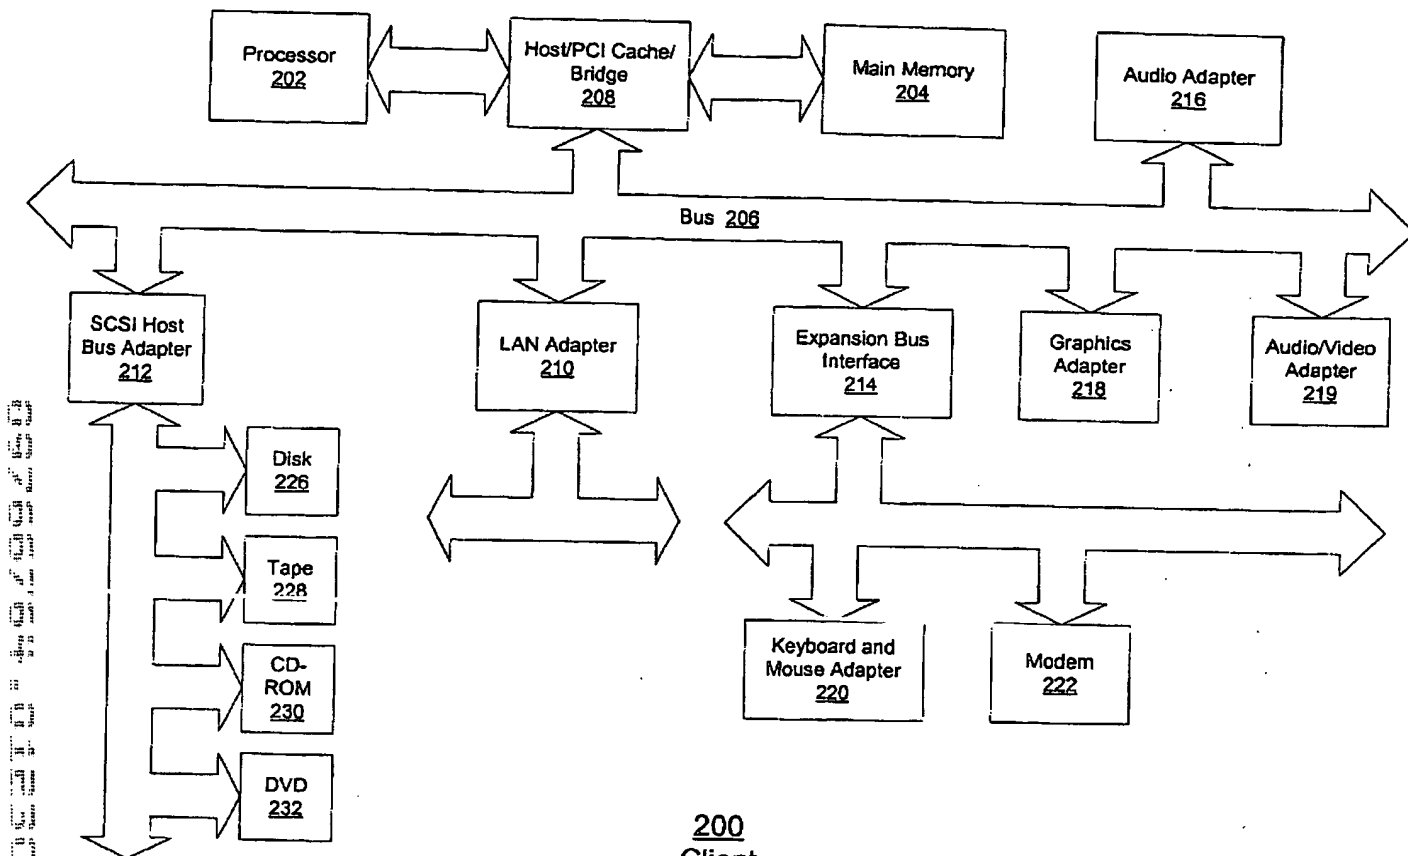 Processor
202
Host/PCI Cache/
Bridge
208
Main Memory
204
Audio Adapter
216
Bus 206
SCSI Host
Bus Adapter
212
LAN Adapter
210
Expansion Bus
Interface
214
Graphics
Adapter
218
Audio/Video
Adapter
219
Disk
226
Tape
228
CD-
ROM
230
DVD
232
Keyboard and
Mouse Adapter
220
Modem
222
200
Client